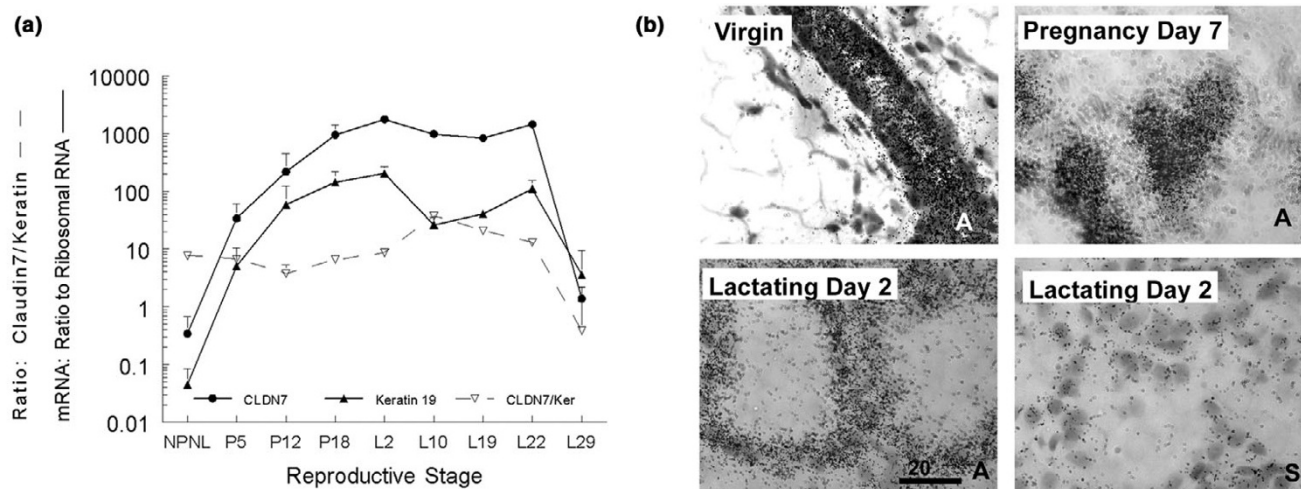 (a)
Ratio: Claudin7/Keratin — —
mRNA: Ratio to Ribosomal RNA ——
10000
1000
100
10
1
0.1
0.01
CLDN7 Keratin 19 CLDN7/Ker
NPNL P5 P12 P18 L2 L10 L19 L22 L29
Reproductive Stage
(b)
Virgin
A
Pregnancy Day 7
A
Lactating Day 2
20
A
Lactating Day 2
S